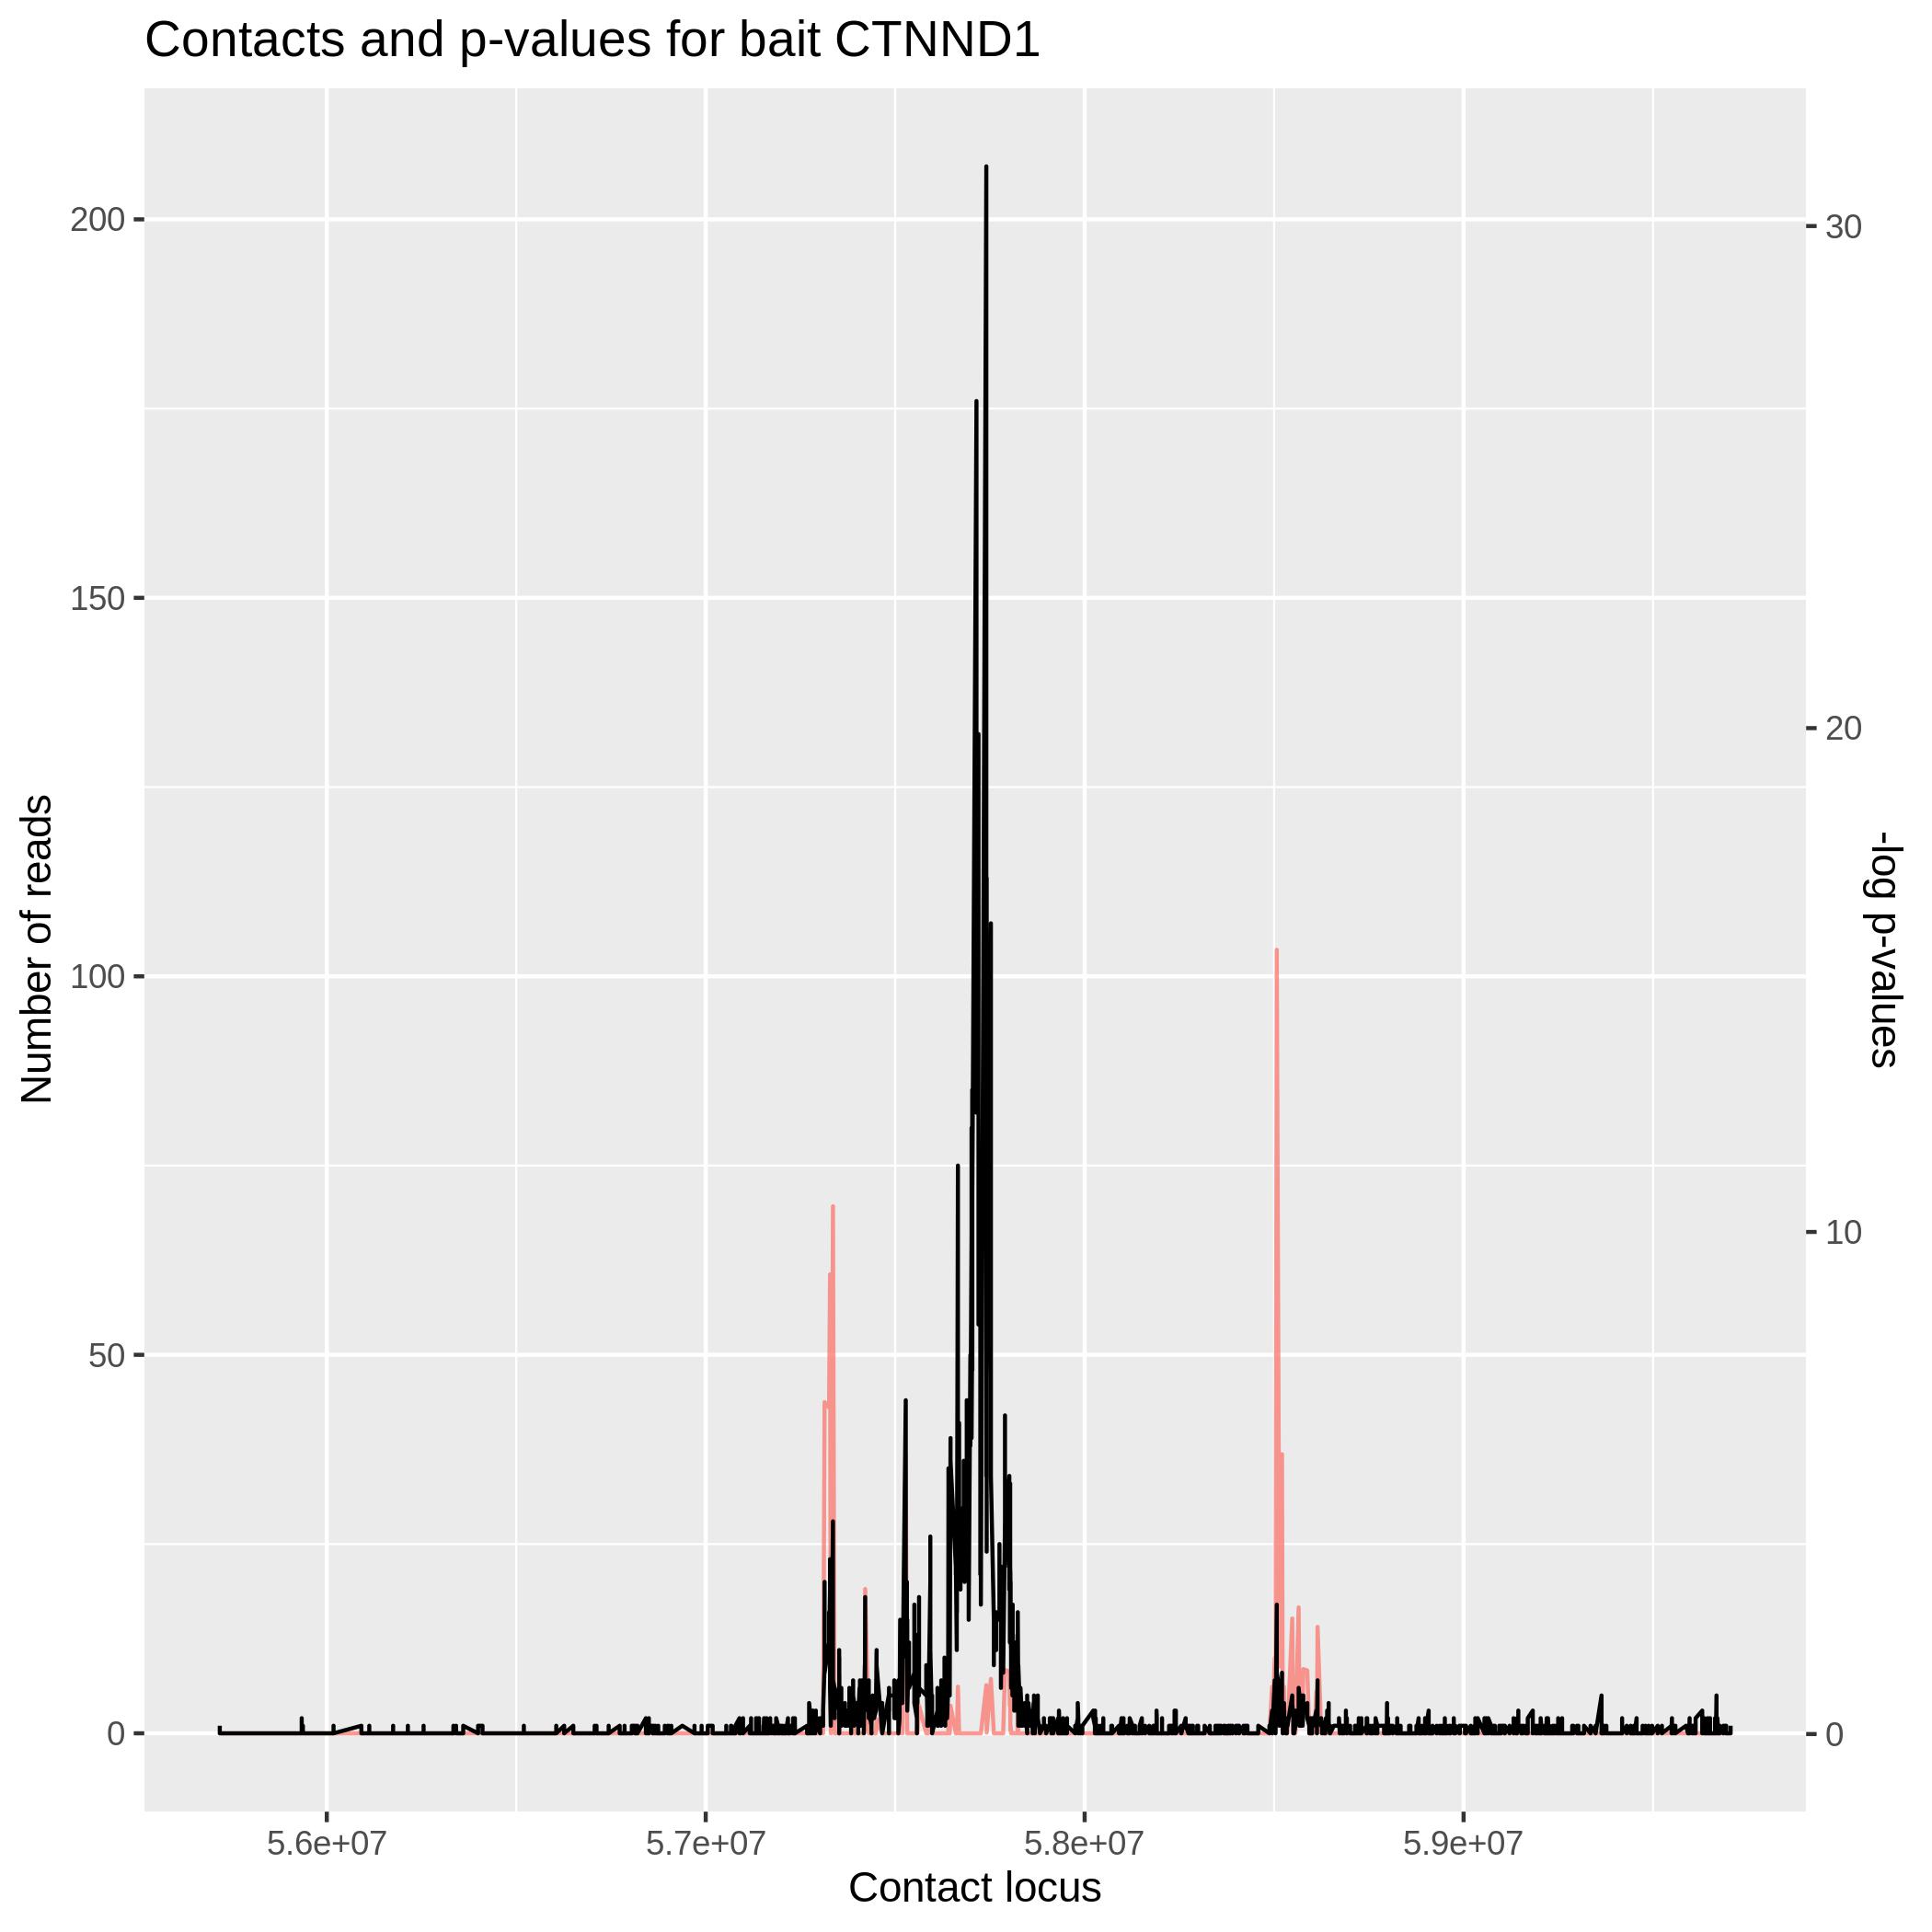 Contacts and p-values for bait CTNND1
Number of reads
200
150
100
50
0
30
20
10
0
-log p-values
5.6e+07 5.7e+07 5.8e+07 5.9e+07
Contact locus